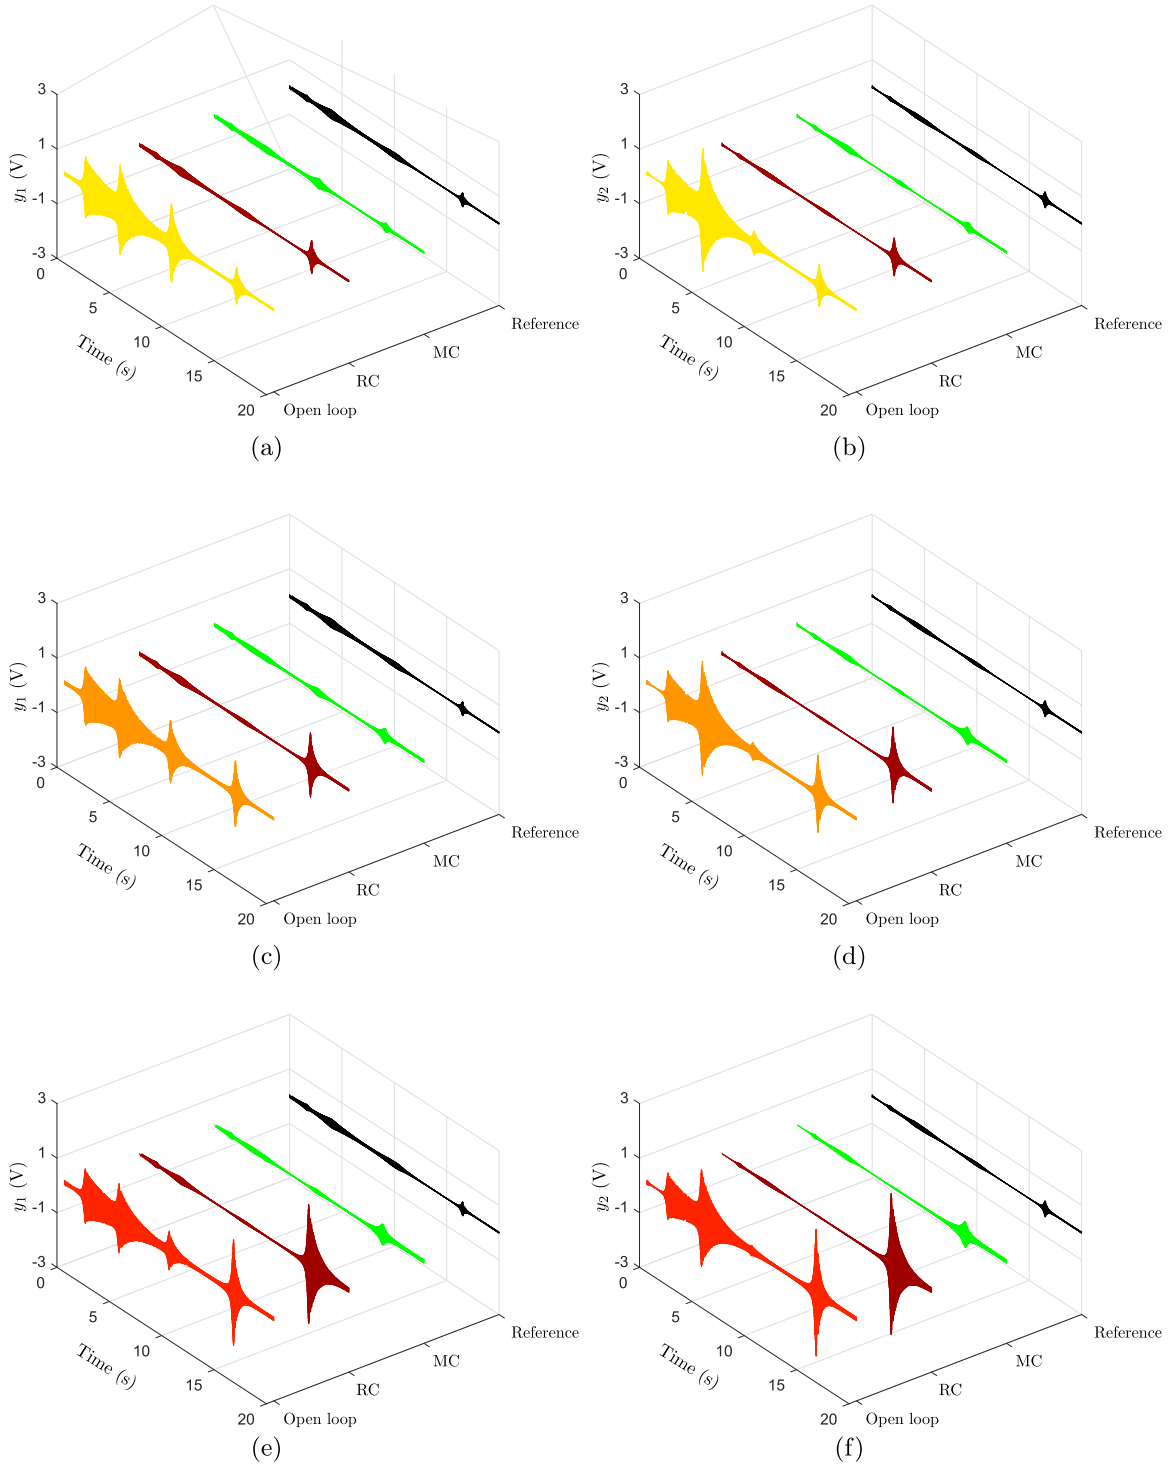 3
1
-1
-3
y₁ (V)
0
5
10
15
20
Time (s)
Open loop
RC
MC
Reference
(a)
3
1
-1
-3
y₂ (V)
0
5
10
15
20
Time (s)
Open loop
RC
MC
Reference
(b)
3
1
-1
-3
y₁ (V)
0
5
10
15
20
Time (s)
Open loop
RC
MC
Reference
(c)
3
1
-1
-3
y₂ (V)
0
5
10
15
20
Time (s)
Open loop
RC
MC
Reference
(d)
3
1
-1
-3
y₁ (V)
0
5
10
15
20
Time (s)
Open loop
RC
MC
Reference
(e)
3
1
-1
-3
y₂ (V)
0
5
10
15
20
Time (s)
Open loop
RC
MC
Reference
(f)